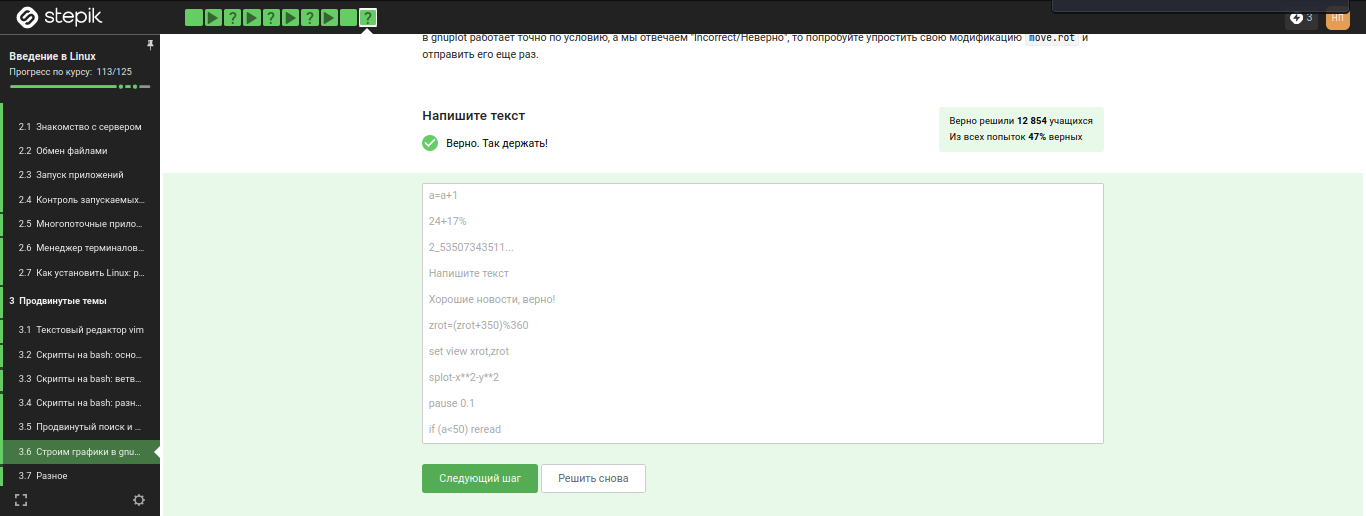 stepik
? ? ? ?
3
НП
Введение в Linux
Прогресс по курсу: 113/125
2.1 Знакомство с сервером
2.2 Обмен файлами
2.3 Запуск приложений
2.4 Контроль запускаемых...
2.5 Многопоточные прило...
2.6 Менеджер терминалов...
2.7 Как установить Linux: р...
3 Продвинутые темы
3.1 Текстовый редактор vim
3.2 Скрипты на bash: осно...
3.3 Скрипты на bash: ветв...
3.4 Скрипты на bash: разн...
3.5 Продвинутый поиск и ...
3.6 Строим графики в gnu...
3.7 Разное
в gnuplot работает точно по условию, а мы отвечаем "Incorrect/Неверно", то попробуйте упростить свою модификацию move.rot и
отправить его еще раз.
Напишите текст
Верно. Так держать!
Верно решили 12 854 учащихся
Из всех попыток 47% верных
a=a+1
24+17%
2_53507343511...
Напишите текст
Хорошие новости, верно!
zrot=(zrot+350)%360
set view xrot,zrot
splot-x**2-y**2
pause 0.1
if (a<50) reread
Следующий шаг
Решить снова